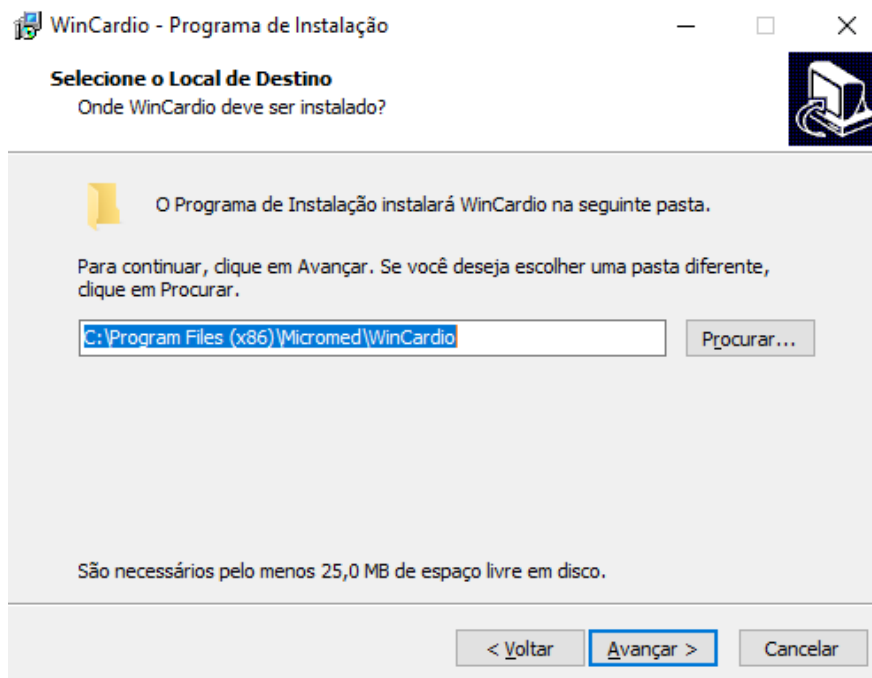 WinCardio - Programa de Instalação
Selecione o Local de Destino
Onde WinCardio deve ser instalado?
O Programa de Instalação instalará WinCardio na seguinte pasta.
Para continuar, clique em Avançar. Se você deseja escolher uma pasta diferente,
clique em Procurar.
C:\Program Files (x86)\Micromed\WinCardio
Procurar...
São necessários pelo menos 25,0 MB de espaço livre em disco.
< Voltar
Avançar >
Cancelar